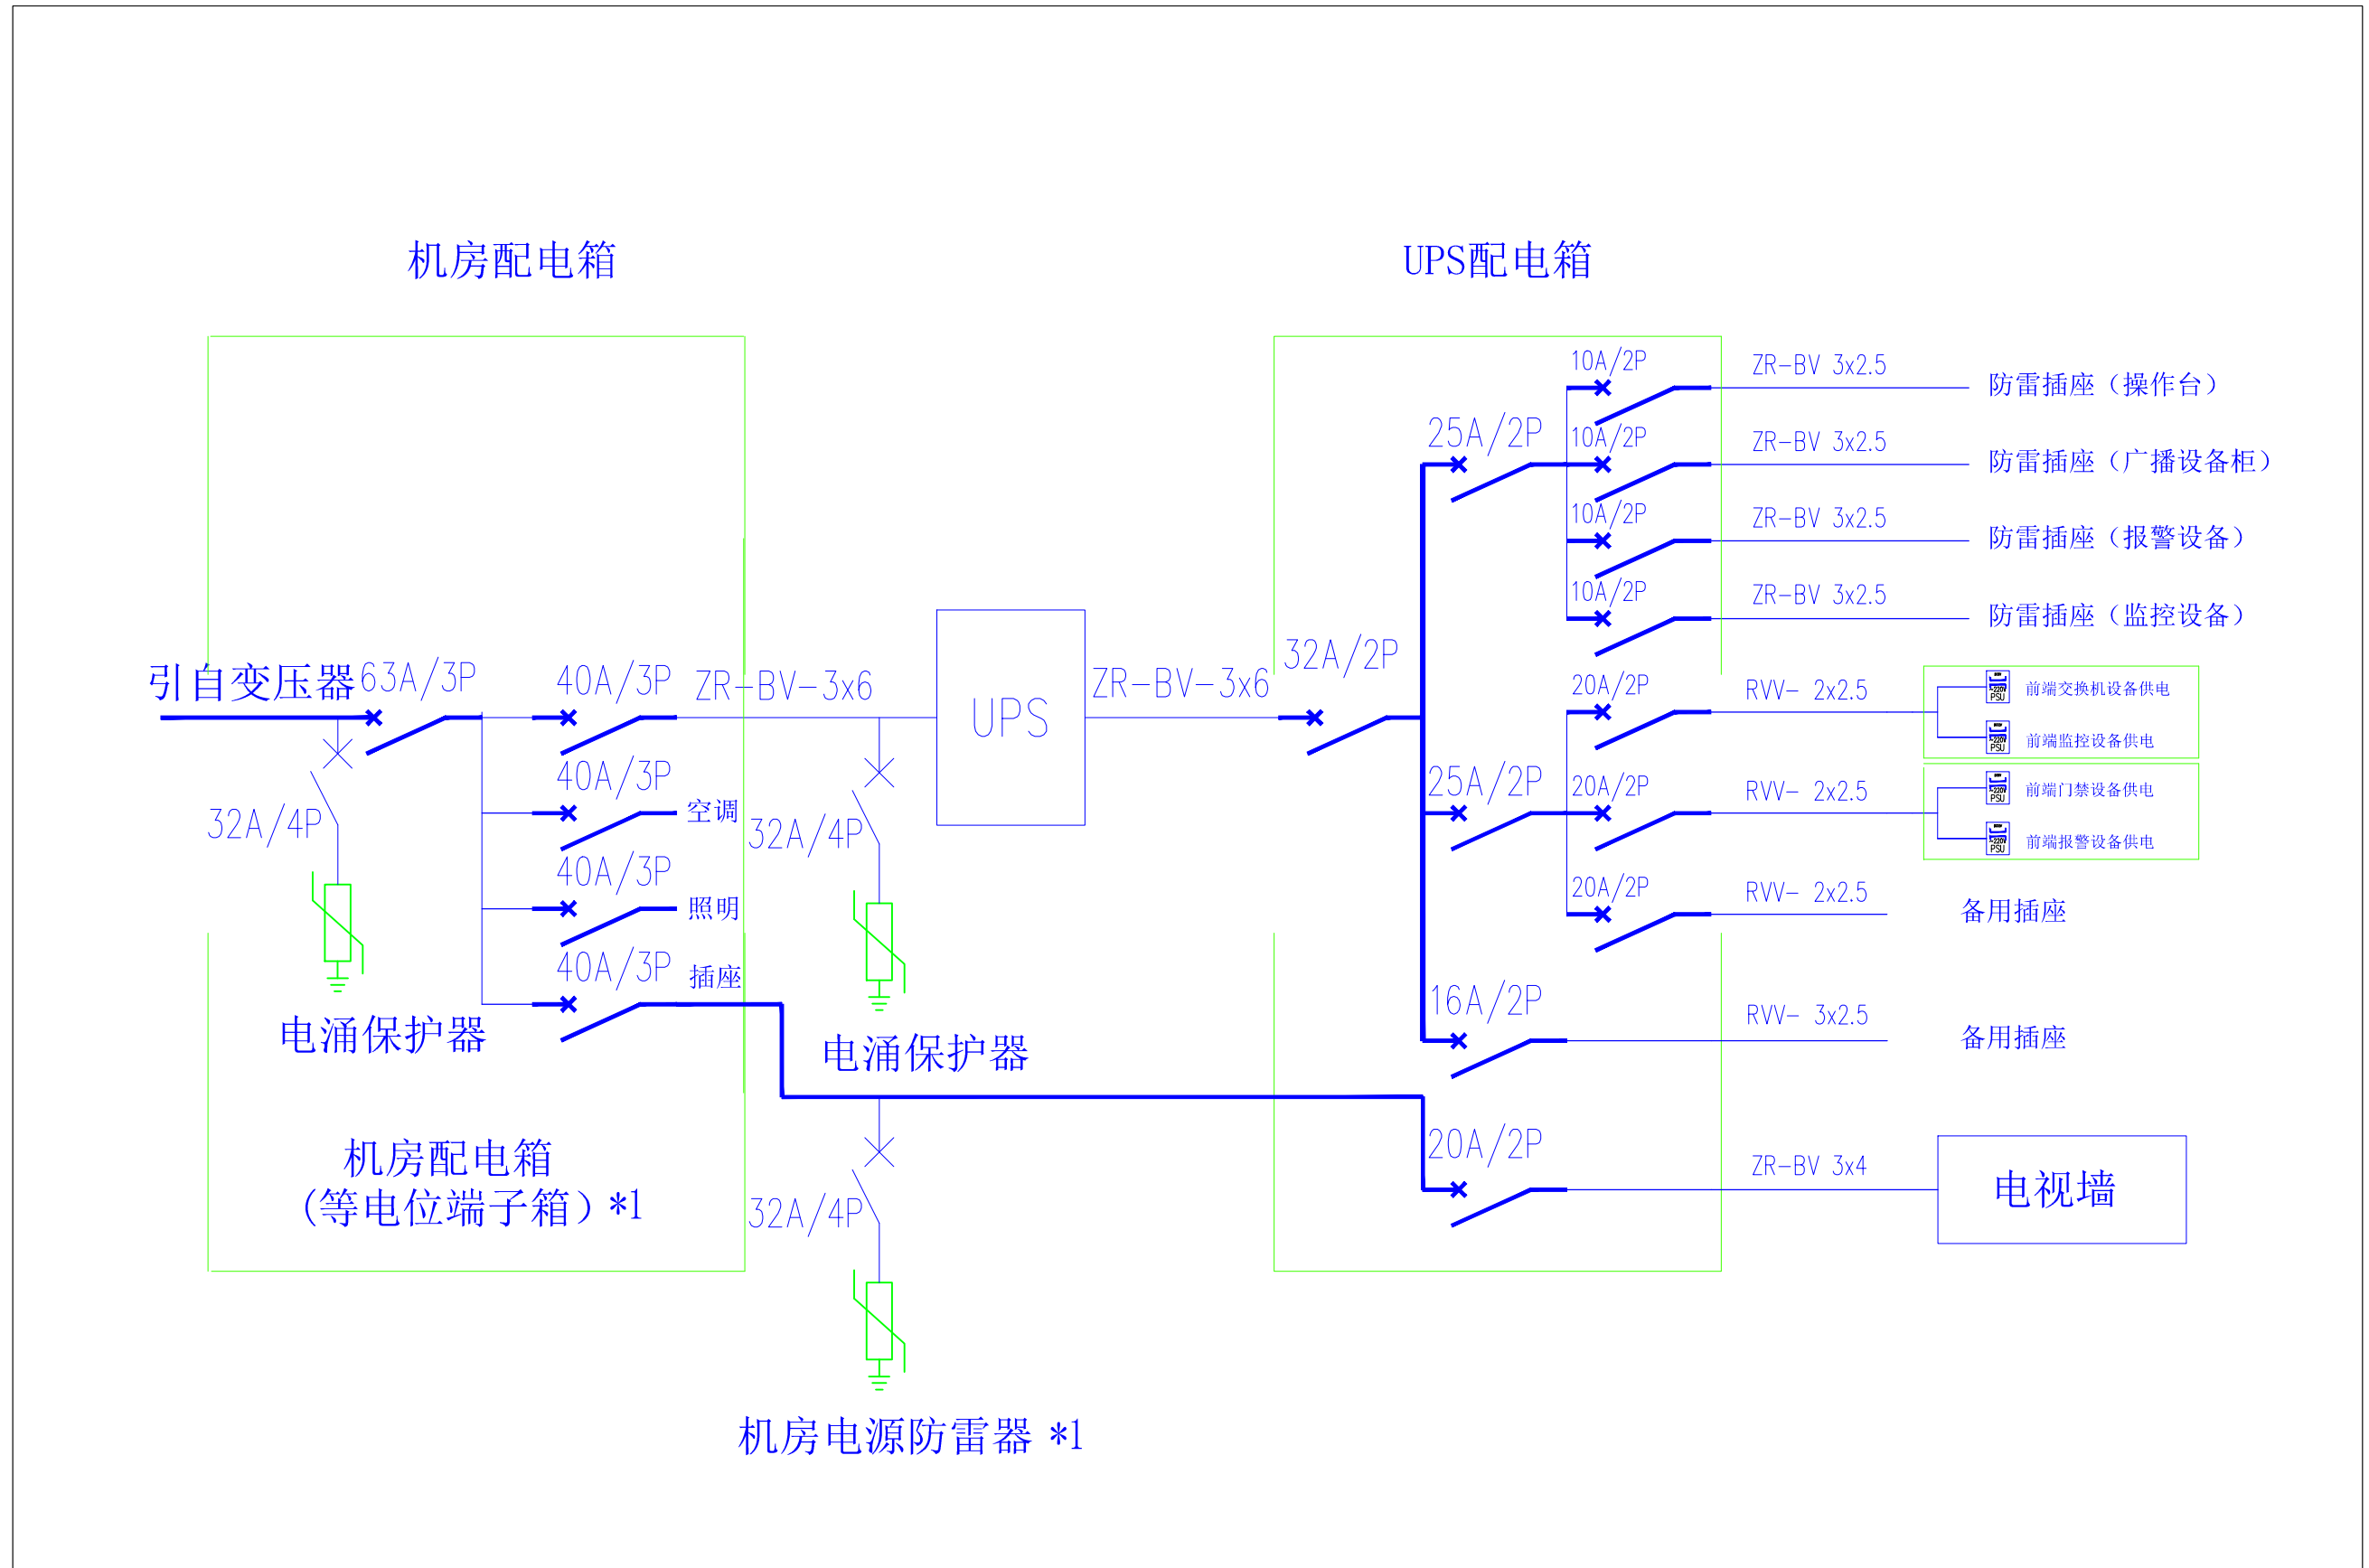 机房配电箱
UPS配电箱
引自变压器
63A/3P
32A/4P
电涌保护器
40A/3P
ZR-BV-3x6
40A/3P
空调
40A/3P
照明
40A/3P
插座
机房配电箱
(等电位端子箱）*1
32A/4P
电涌保护器
UPS
ZR-BV-3x6
32A/4P
机房电源防雷器 *1
32A/2P
25A/2P
10A/2P
ZR-BV 3x2.5
防雷插座（操作台）
10A/2P
ZR-BV 3x2.5
防雷插座（广播设备柜）
10A/2P
ZR-BV 3x2.5
防雷插座（报警设备）
10A/2P
ZR-BV 3x2.5
防雷插座（监控设备）
25A/2P
20A/2P
RVV- 2x2.5
PSU
前端交换机设备供电
PSU
前端监控设备供电
20A/2P
RVV- 2x2.5
PSU
前端门禁设备供电
PSU
前端报警设备供电
20A/2P
RVV- 2x2.5
备用插座
16A/2P
RVV- 3x2.5
备用插座
20A/2P
ZR-BV 3x4
电视墙